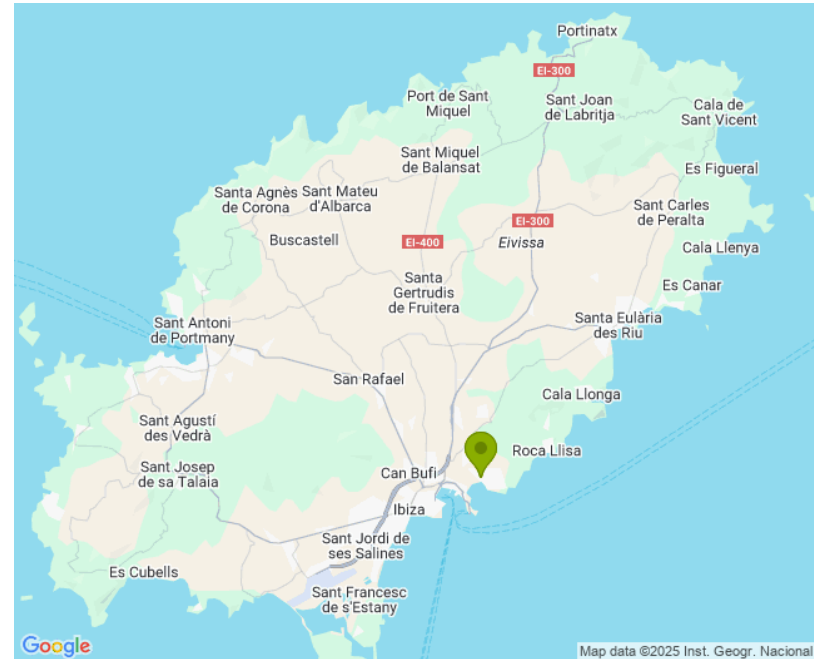 Portinatx
EI-300
Port de Sant
Miquel
Sant Joan
de Labritja
Cala de
Sant Vicent
Sant Miquel
de Balansat
Es Figueral
Santa Agnès
de Corona
Sant Mateu
d'Albarca
Sant Carles
de Peralta
EI-300
Buscastell
EI-400
Eivissa
Cala Llenya
Santa
Gertrudis
de Fruitera
Es Canar
Sant Antoni
de Portmany
Santa Eulària
des Riu
San Rafael
Cala Llonga
Sant Agustí
des Vedrà
Roca Llisa
Sant Josep
de sa Talaia
Can Bufi
Ibiza
Sant Jordi de
ses Salines
Es Cubells
Sant Francesc
de s'Estany
Google
Map data ©2025 Inst. Geogr. Nacional